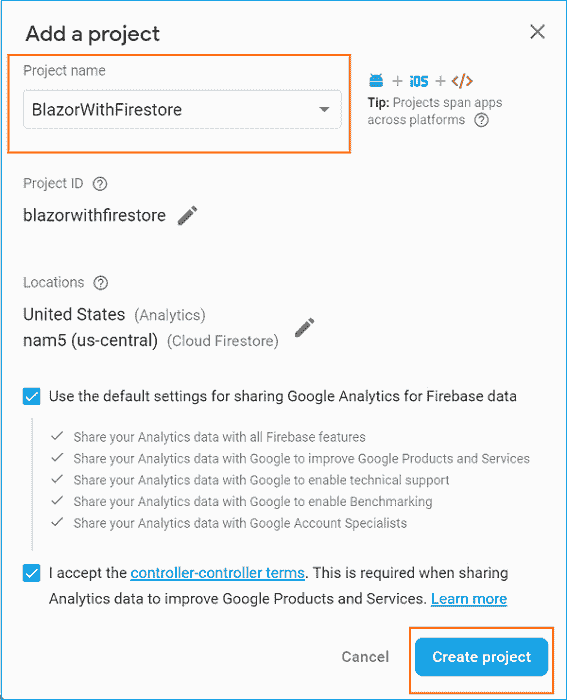 Add a project
Project name
BlazorWithFirestore
+ iOS + </>
Tip: Projects span apps
across platforms ?
Project ID ?
blazorwithfirestore
Locations ?
United States (Analytics)
nam5 (us-central) (Cloud Firestore)
Use the default settings for sharing Google Analytics for Firebase data
Share your Analytics data with all Firebase features
Share your Analytics data with Google to improve Google Products and Services
Share your Analytics data with Google to enable technical support
Share your Analytics data with Google to enable Benchmarking
Share your Analytics data with Google Account Specialists
I accept the controller-controller terms. This is required when sharing
Analytics data to improve Google Products and Services. Learn more
Cancel
Create project